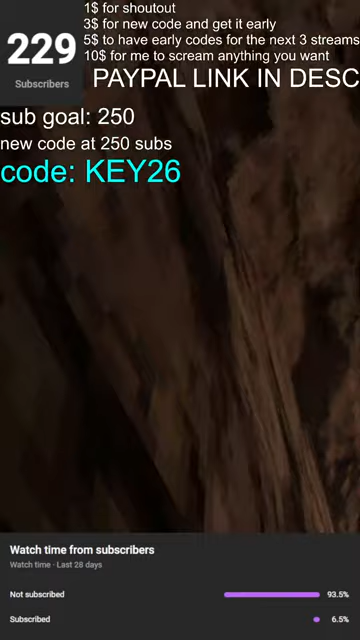 1$ for shoutout
3$ for new code and get it early
5$ to have early codes for the next 3 streams
10$ for me to scream anything you want
229
Subscribers
PAYPAL LINK IN DESC
sub goal: 250
new code at 250 subs
code: KEY26
Watch time from subscribers
Watch time · Last 28 days
Not subscribed 93.5%
Subscribed 6.5%